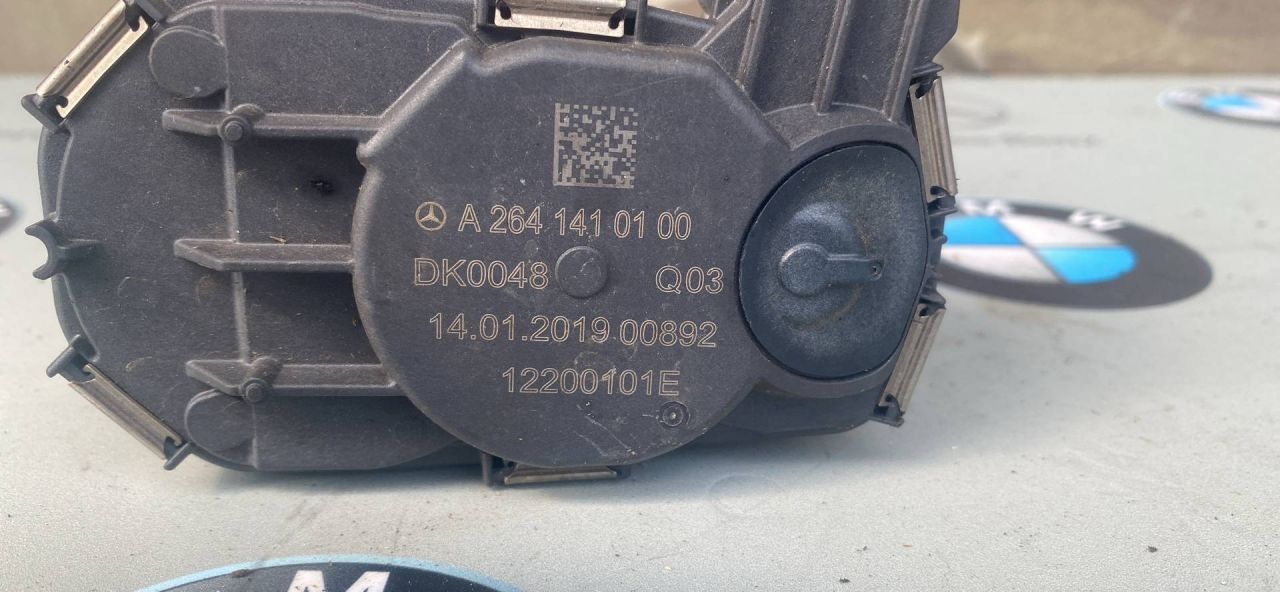 A 264 141 01 00
DK0048 Q03
14.01.2019 00892
12200101E
M W
M